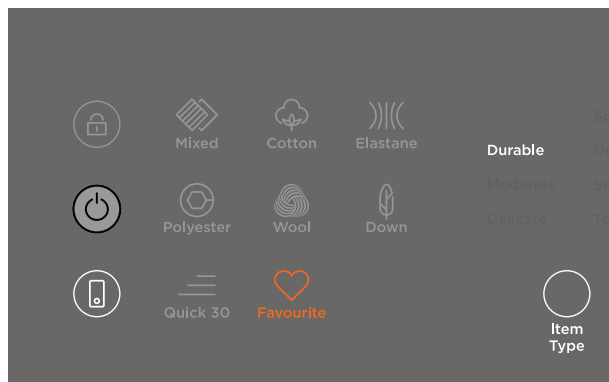 Mixed
Cotton
Elastane
Durable
Polyester
Wool
Down
Moderate
Delicate
Quick 30
Favourite
Item
Type